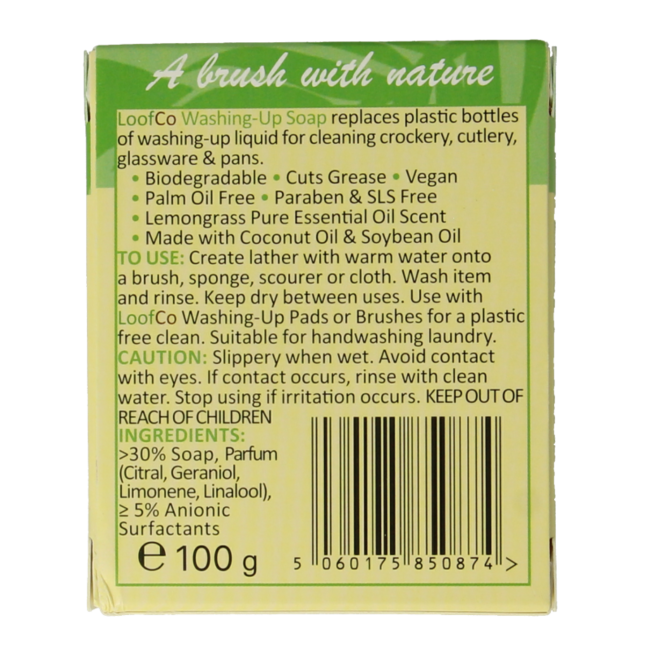 A brush with nature
LoofCo Washing-Up Soap replaces plastic bottles
of washing-up liquid for cleaning crockery, cutlery,
glassware & pans.
• Biodegradable • Cuts Grease • Vegan
• Palm Oil Free • Paraben & SLS Free
• Lemongrass Pure Essential Oil Scent
• Made with Coconut Oil & Soybean Oil
TO USE: Create lather with warm water onto
a brush, sponge, scourer or cloth. Wash item
and rinse. Keep dry between uses. Use with
LoofCo Washing-Up Pads or Brushes for a plastic
free clean. Suitable for handwashing laundry.
CAUTION: Slippery when wet. Avoid contact
with eyes. If contact occurs, rinse with clean
water. Stop using if irritation occurs. KEEP OUT OF
REACH OF CHILDREN
INGREDIENTS:
>30% Soap, Parfum
(Citral, Geraniol,
Limonene, Linalool),
≥ 5% Anionic
Surfactants
℮ 100 g
5 060175 850874 >